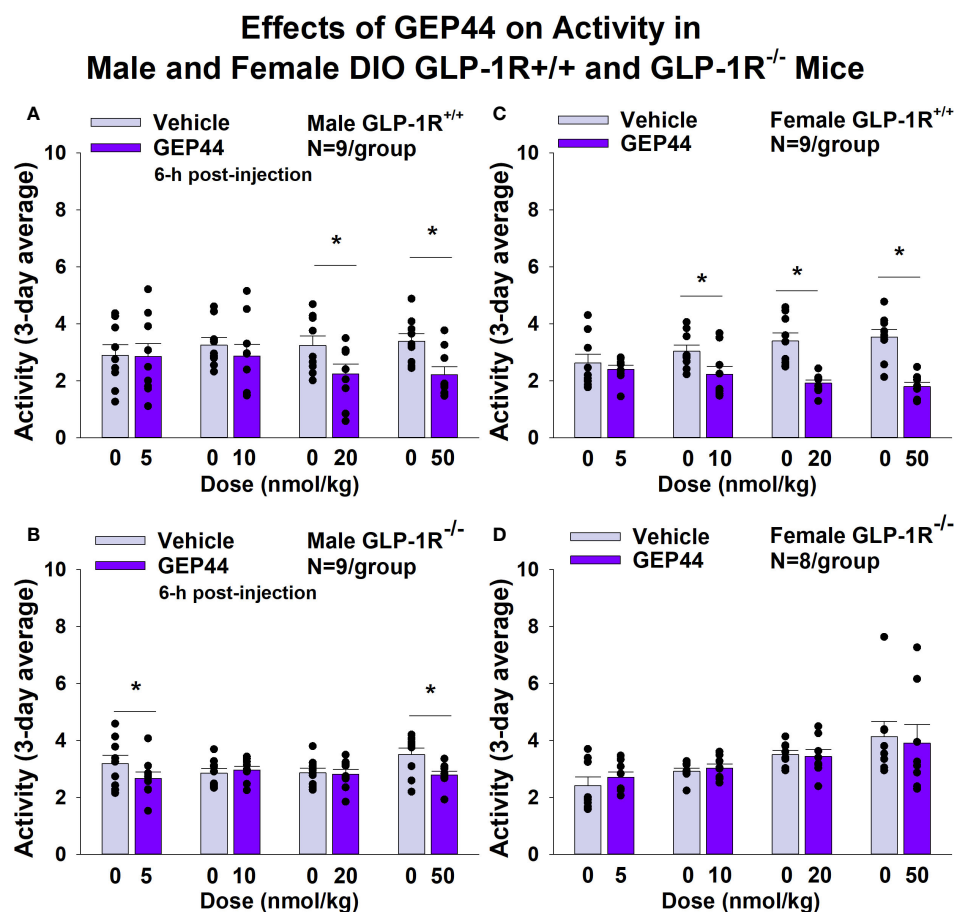 Effects of GEP44 on Activity in
Male and Female DIO GLP-1R+/+ and GLP-1R-/- Mice
A
Vehicle
GEP44
6-h post-injection
Male GLP-1R+/+
N=9/group
Activity (3-day average)
10
8
6
4
2
0
*
*
0 5 0 10 0 20 0 50
Dose (nmol/kg)
C
Vehicle
GEP44
Female GLP-1R+/+
N=9/group
Activity (3-day average)
10
8
6
4
2
0
*
*
*
0 5 0 10 0 20 0 50
Dose (nmol/kg)
B
Vehicle
GEP44
6-h post-injection
Male GLP-1R-/-
N=9/group
Activity (3-day average)
10
8
6
4
2
0
*
*
0 5 0 10 0 20 0 50
Dose (nmol/kg)
D
Vehicle
GEP44
Female GLP-1R-/-
N=8/group
Activity (3-day average)
10
8
6
4
2
0
0 5 0 10 0 20 0 50
Dose (nmol/kg)